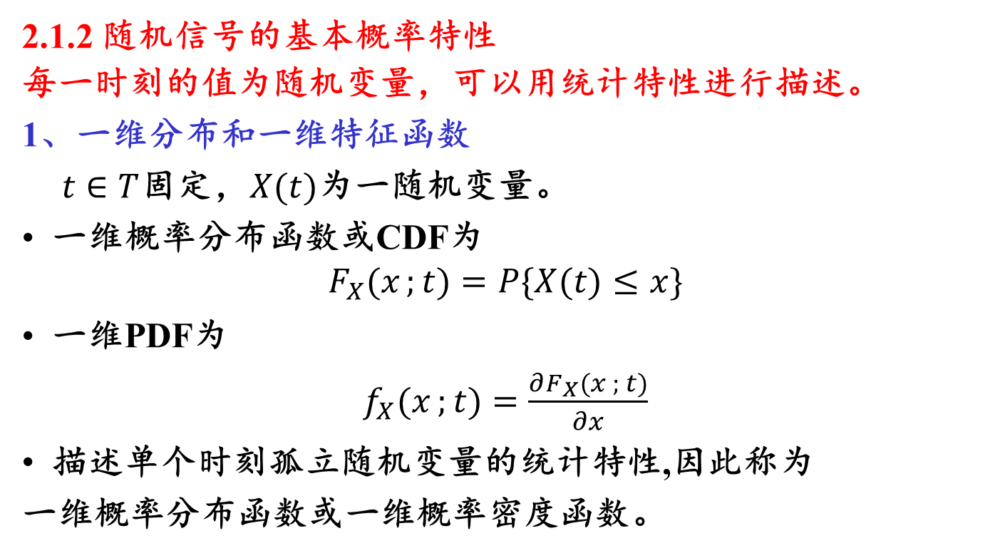 2.1.2 随机信号的基本概率特性
每一时刻的值为随机变量，可以用统计特性进行描述。
1、一维分布和一维特征函数
t ∈ T固定，X(t)为一随机变量。
• 一维概率分布函数或CDF为
F_X(x ; t) = P{X(t) ≤ x}
• 一维PDF为
f_X(x ; t) = ∂F_X(x ; t) / ∂x
• 描述单个时刻孤立随机变量的统计特性,因此称为
一维概率分布函数或一维概率密度函数。